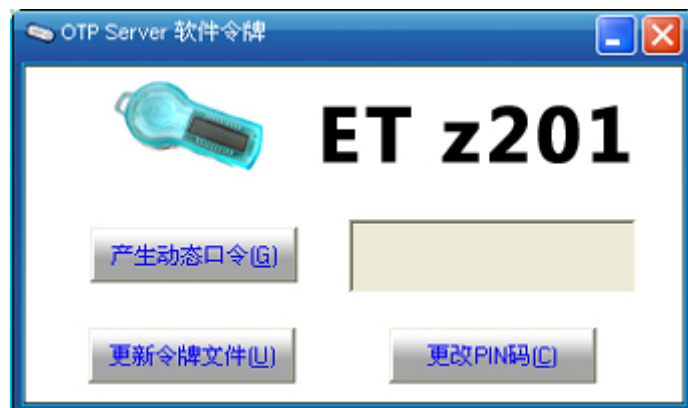 OTP Server 软件令牌
ET z201
产生动态口令(G)
更新令牌文件(U)
更改PIN码(C)